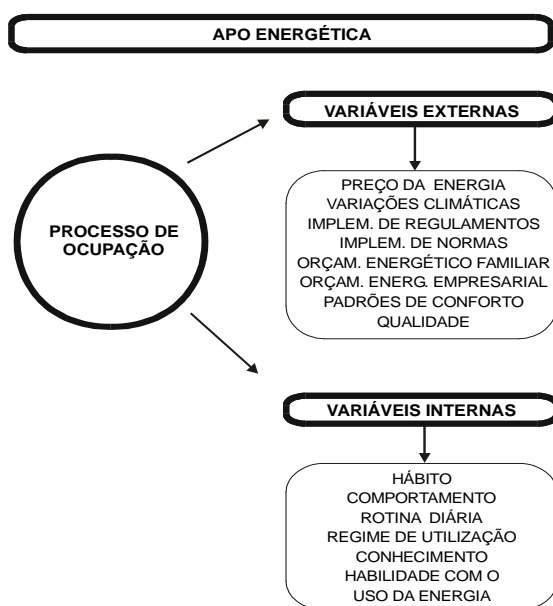 APO ENERGÉTICA
VARIÁVEIS EXTERNAS
PROCESSO DE
OCUPAÇÃO
PREÇO DA ENERGIA
VARIAÇÕES CLIMÁTICAS
IMPLEM. DE REGULAMENTOS
IMPLEM. DE NORMAS
ORÇAM. ENERGÉTICO FAMILIAR
ORÇAM. ENERG. EMPRESARIAL
PADRÕES DE CONFORTO
QUALIDADE
VARIÁVEIS INTERNAS
HÁBITO
COMPORTAMENTO
ROTINA DIÁRIA
REGIME DE UTILIZAÇÃO
CONHECIMENTO
HABILIDADE COM O
USO DA ENERGIA